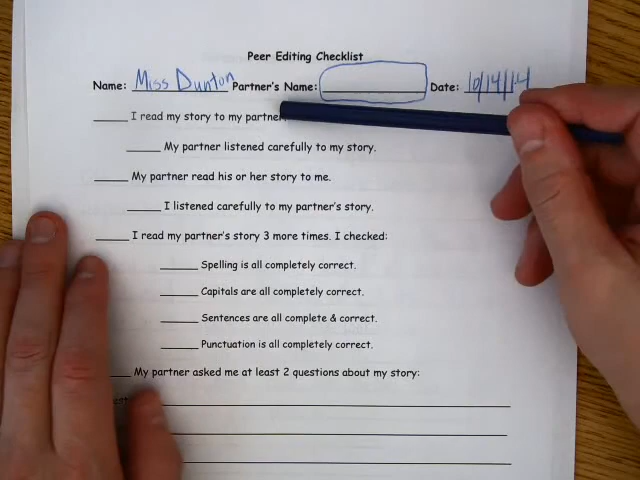 Peer Editing Checklist
Name: Miss Dunton Partner's Name: Date: 10/14/14
I read my story to my partner.
My partner listened carefully to my story.
My partner read his or her story to me.
I listened carefully to my partner's story.
I read my partner's story 3 more times. I checked:
Spelling is all completely correct.
Capitals are all completely correct.
Sentences are all complete & correct.
Punctuation is all completely correct.
My partner asked me at least 2 questions about my story: